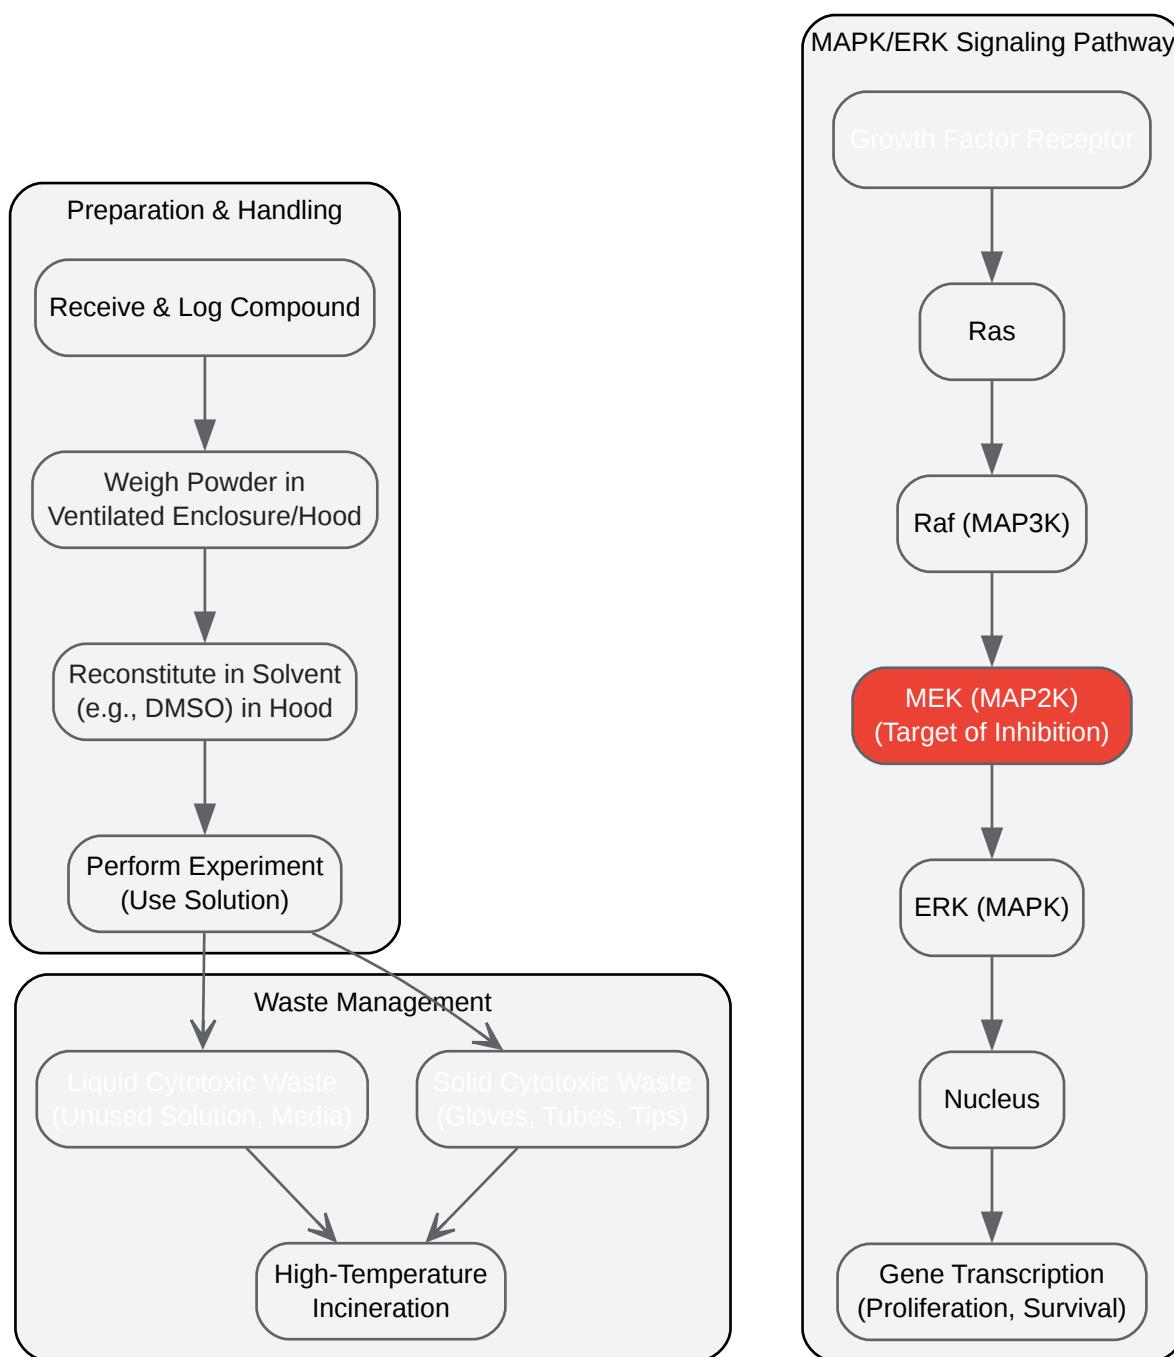 Preparation & Handling
Receive & Log Compound
Weigh Powder in
Ventilated Enclosure/Hood
Reconstitute in Solvent
(e.g., DMSO) in Hood
Perform Experiment
(Use Solution)
Waste Management
Liquid Cytotoxic Waste
(Unused Solution, Media)
Solid Cytotoxic Waste
(Gloves, Tubes, Tips)
High-Temperature
Incineration
MAPK/ERK Signaling Pathway
Growth Factor Receptor
Ras
Raf (MAP3K)
MEK (MAP2K)
(Target of Inhibition)
ERK (MAPK)
Nucleus
Gene Transcription
(Proliferation, Survival)